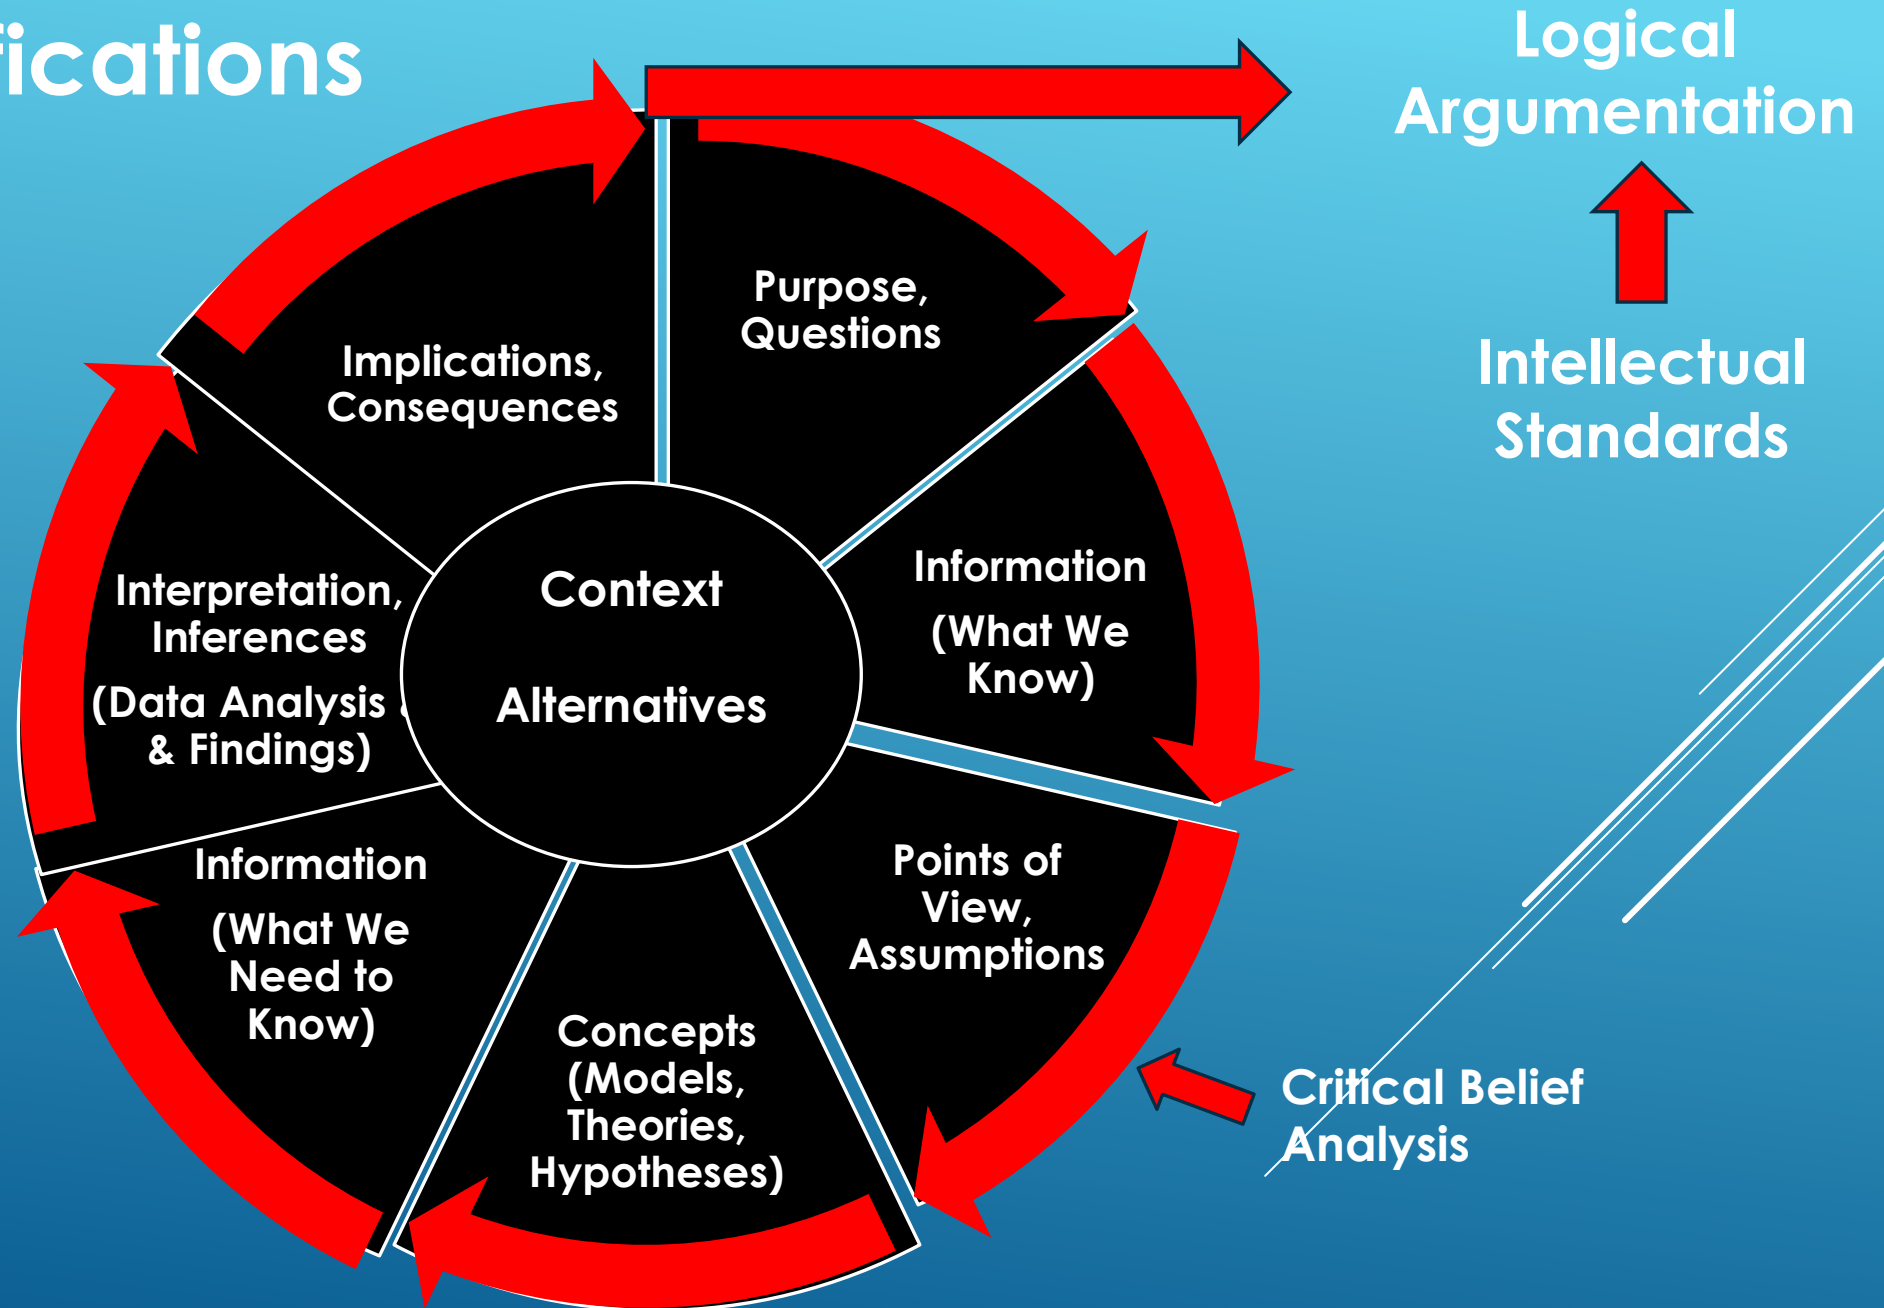 fications
Logical
Argumentation
Intellectual
Standards
Purpose,
Questions
Information
(What We
Know)
Points of
View,
Assumptions
Critical Belief
Analysis
Concepts
(Models,
Theories,
Hypotheses)
Information
(What We
Need to
Know)
Interpretation,
Inferences
(Data Analysis
& Findings)
Implications,
Consequences
Context
Alternatives